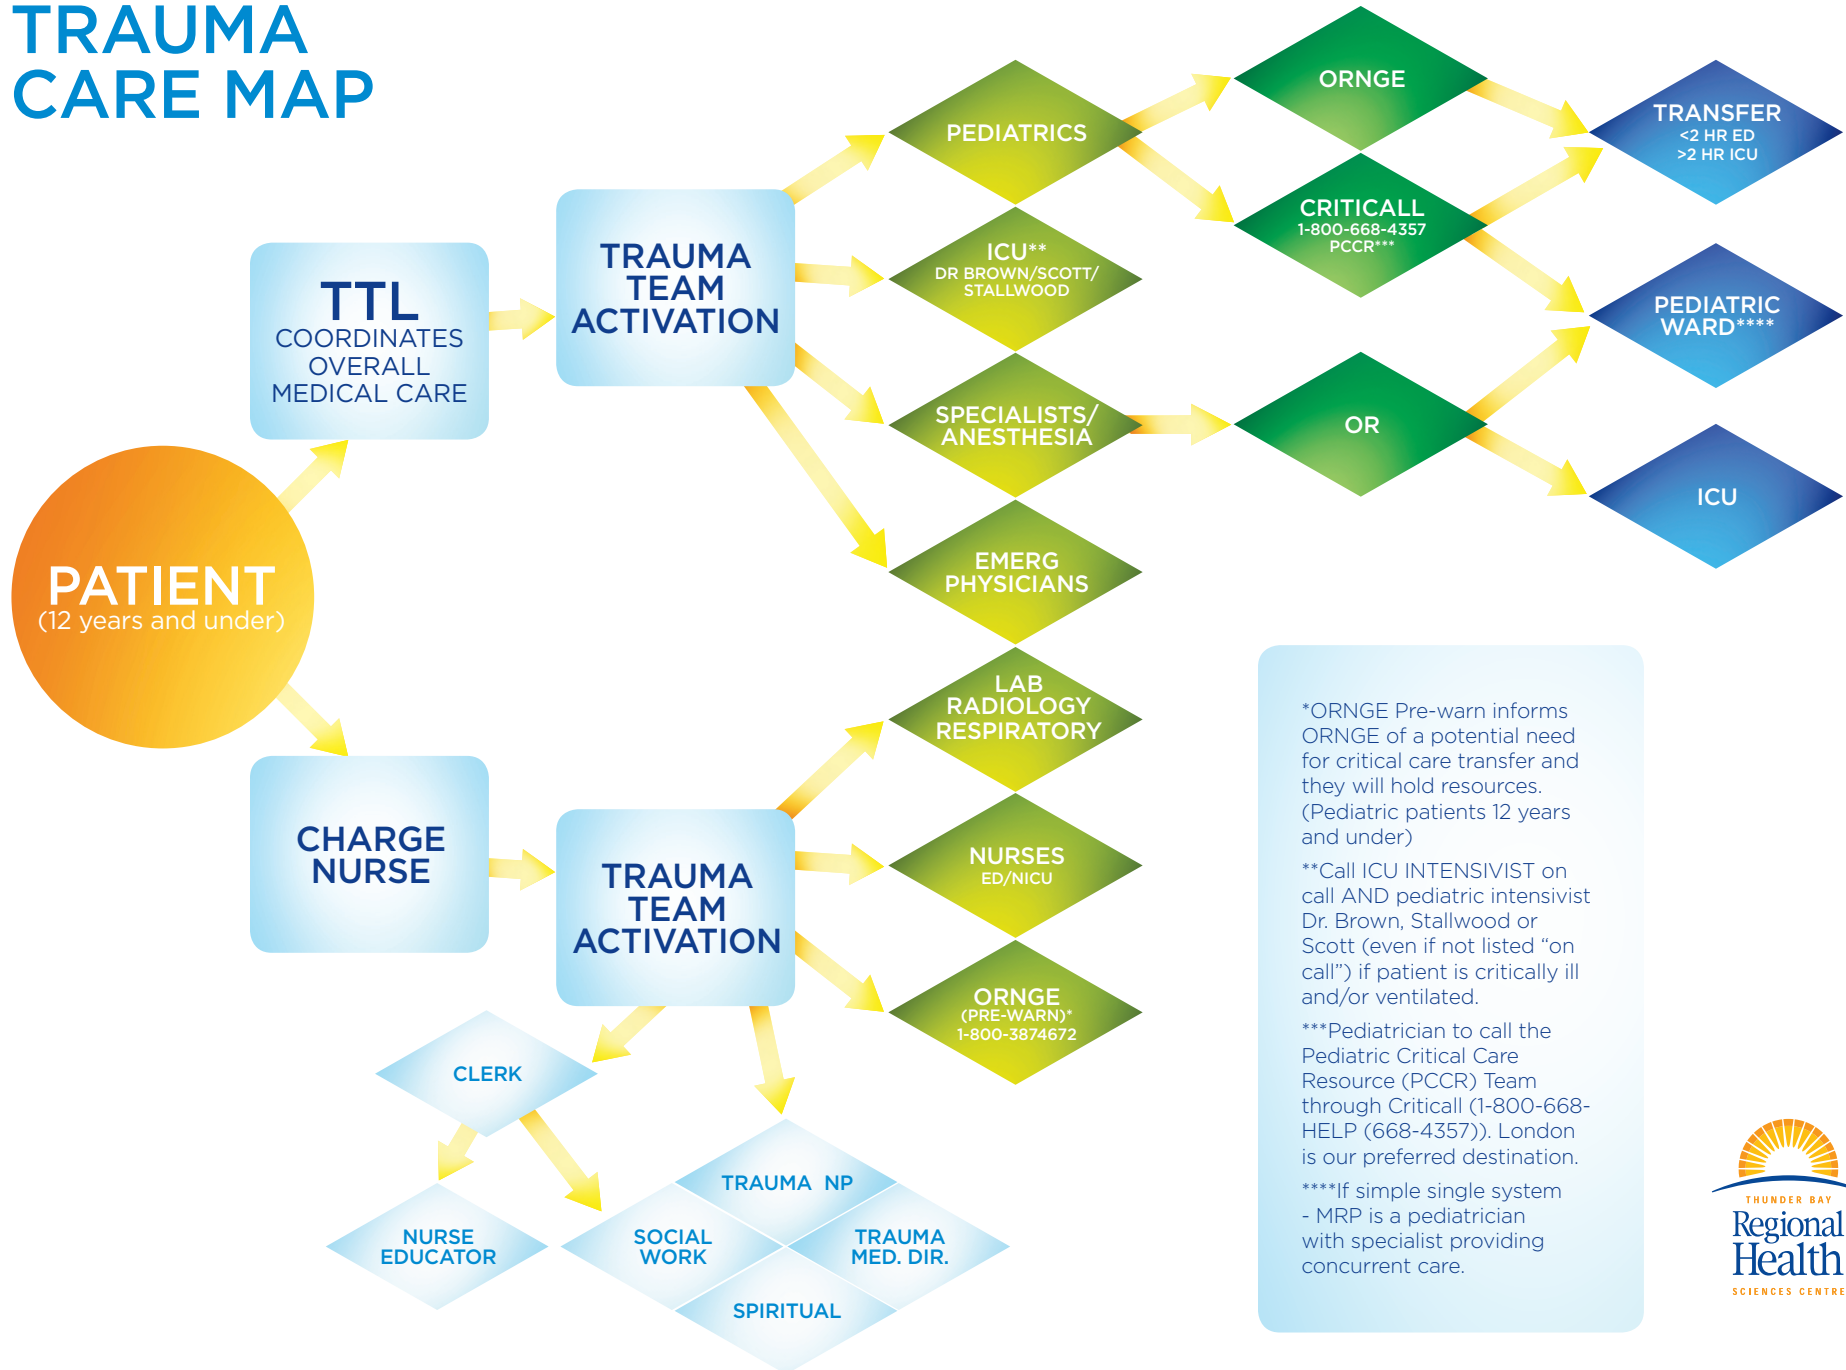 TRAUMA
CARE MAP
PATIENT
(12 years and under)
TTL
COORDINATES
OVERALL
MEDICAL CARE
TRAUMA
TEAM
ACTIVATION
PEDIATRICS
ICU**
DR BROWN/SCOTT/
STALLWOOD
SPECIALISTS/
ANESTHESIA
EMERG
PHYSICIANS
ORNGE
CRITICALL
1-800-668-4357
PCCR***
OR
TRANSFER
<2 HR ED
>2 HR ICU
PEDIATRIC
WARD****
ICU
CHARGE
NURSE
TRAUMA
TEAM
ACTIVATION
LAB
RADIOLOGY
RESPIRATORY
NURSES
ED/NICU
ORNGE
(PRE-WARN)*
1-800-3874672
CLERK
NURSE
EDUCATOR
TRAUMA NP
SOCIAL
WORK
TRAUMA
MED. DIR.
SPIRITUAL
*ORNGE Pre-warn informs
ORNGE of a potential need
for critical care transfer and
they will hold resources.
(Pediatric patients 12 years
and under)
**Call ICU INTENSIVIST on
call AND pediatric intensivist
Dr. Brown, Stallwood or
Scott (even if not listed “on
call”) if patient is critically ill
and/or ventilated.
***Pediatrician to call the
Pediatric Critical Care
Resource (PCCR) Team
through Criticall (1-800-668-
HELP (668-4357)). London
is our preferred destination.
****If simple single system
- MRP is a pediatrician
with specialist providing
concurrent care.
THUNDER BAY
Regional
Health
SCIENCES CENTRE